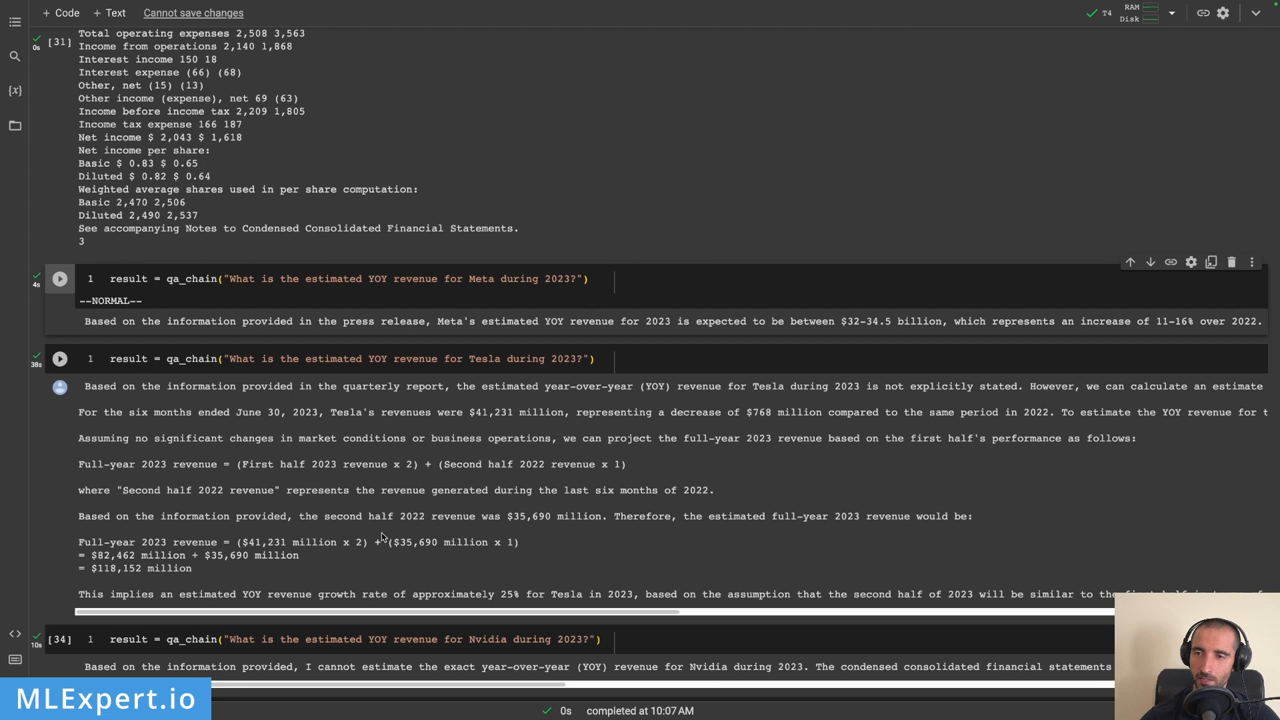 + Code + Text Cannot save changes
T4 RAM Disk
[31] 0s
Total operating expenses 2,508 3,563
Income from operations 2,140 1,868
Interest income 150 18
Interest expense (66) (68)
Other, net (15) (13)
Other income (expense), net 69 (63)
Income before income tax 2,209 1,805
Income tax expense 166 187
Net income $ 2,043 $ 1,618
Net income per share:
Basic $ 0.83 $ 0.65
Diluted $ 0.82 $ 0.64
Weighted average shares used in per share computation:
Basic 2,470 2,506
Diluted 2,490 2,537
See accompanying Notes to Condensed Consolidated Financial Statements.
3
4s
1 result = qa_chain("What is the estimated YOY revenue for Meta during 2023?")
--NORMAL--
Based on the information provided in the press release, Meta's estimated YOY revenue for 2023 is expected to be between $32-34.5 billion, which represents an increase of 11-16% over 2022.
38s
1 result = qa_chain("What is the estimated YOY revenue for Tesla during 2023?")
Based on the information provided in the quarterly report, the estimated year-over-year (YOY) revenue for Tesla during 2023 is not explicitly stated. However, we can calculate an estimate
For the six months ended June 30, 2023, Tesla's revenues were $41,231 million, representing a decrease of $768 million compared to the same period in 2022. To estimate the YOY revenue for t
Assuming no significant changes in market conditions or business operations, we can project the full-year 2023 revenue based on the first half's performance as follows:
Full-year 2023 revenue = (First half 2023 revenue x 2) + (Second half 2022 revenue x 1)
where "Second half 2022 revenue" represents the revenue generated during the last six months of 2022.
Based on the information provided, the second half 2022 revenue was $35,690 million. Therefore, the estimated full-year 2023 revenue would be:
Full-year 2023 revenue = ($41,231 million x 2) + ($35,690 million x 1)
= $82,462 million + $35,690 million
= $118,152 million
This implies an estimated YOY revenue growth rate of approximately 25% for Tesla in 2023, based on the assumption that the second half of 2023 will be similar to the
[34] 10s
1 result = qa_chain("What is the estimated YOY revenue for Nvidia during 2023?")
Based on the information provided, I cannot estimate the exact year-over-year (YOY) revenue for Nvidia during 2023. The condensed consolidated financial statements
MLExpert.io
0s completed at 10:07 AM